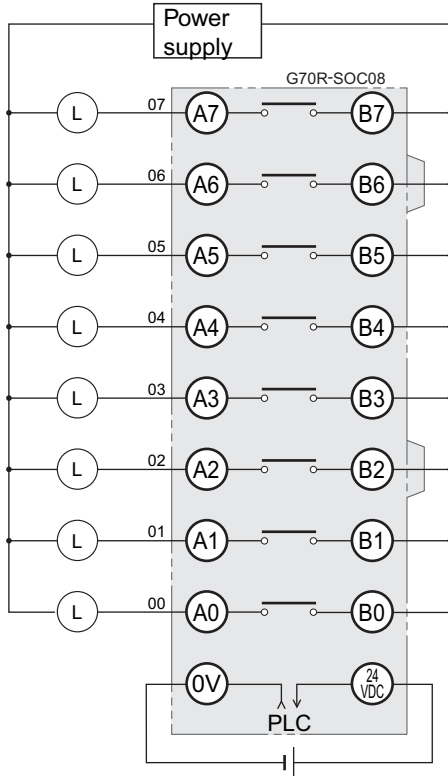 Power
supply
G70R-SOC08
L 07 A7 B7
L 06 A6 B6
L 05 A5 B5
L 04 A4 B4
L 03 A3 B3
L 02 A2 B2
L 01 A1 B1
L 00 A0 B0
0V 24
VDC
PLC